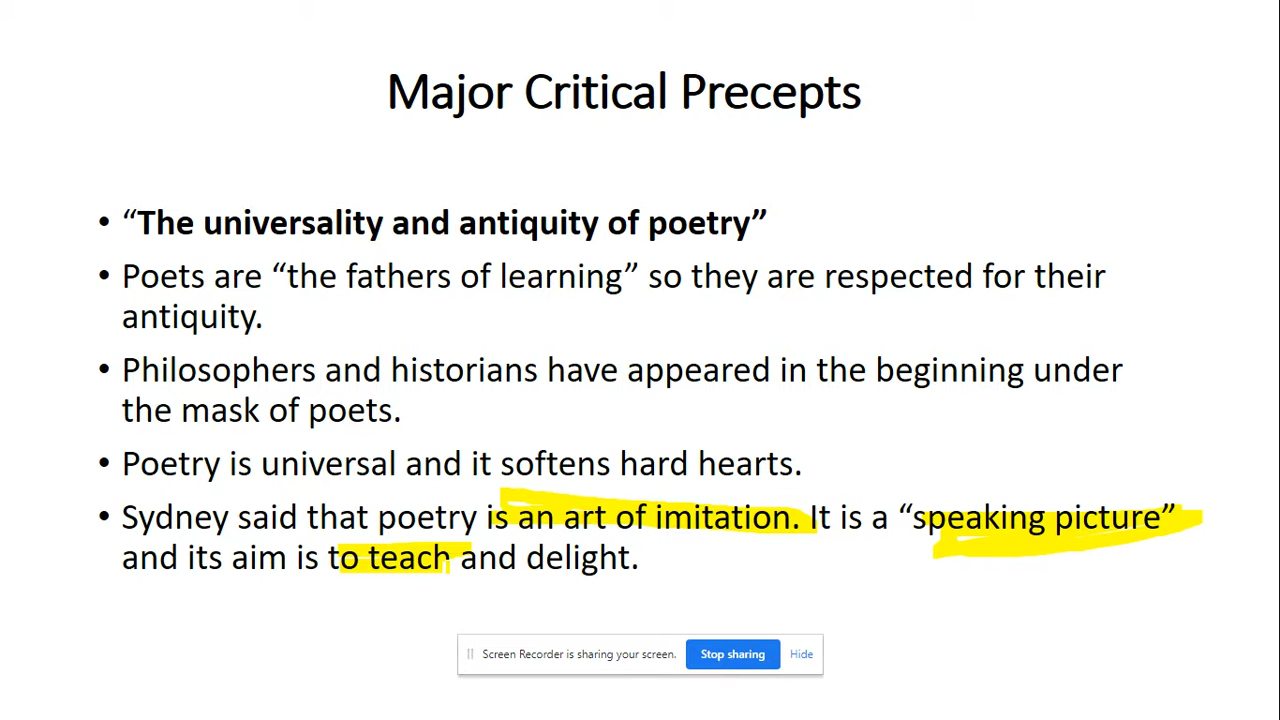 Major Critical Precepts
• “The universality and antiquity of poetry”
• Poets are “the fathers of learning” so they are respected for their
antiquity.
• Philosophers and historians have appeared in the beginning under
the mask of poets.
• Poetry is universal and it softens hard hearts.
• Sydney said that poetry is an art of imitation. It is a “speaking picture”
and its aim is to teach and delight.
Screen Recorder is sharing your screen. Stop sharing Hide